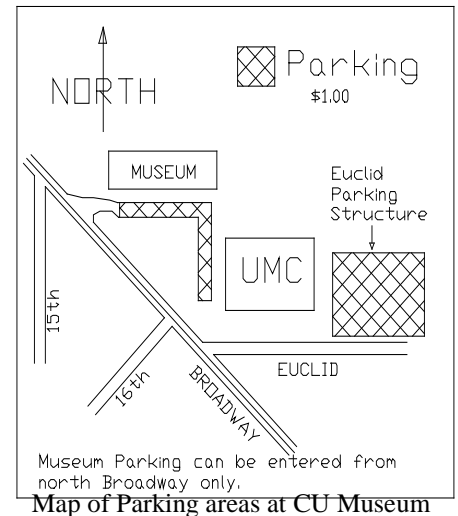 NORTH
Parking
$1.00
MUSEUM
Euclid
Parking
Structure
UMC
15th
16th
BROADWAY
EUCLID
Museum Parking can be entered from
north Broadway only.
Map of Parking areas at CU Museum